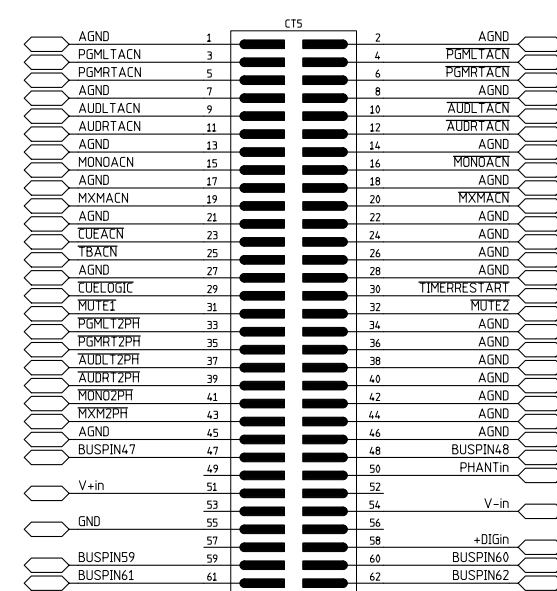 CT5
AGND 1 2 AGND
PGMLTACN 3 4 PGMLTACN
PGMRTACN 5 6 PGMRTACN
AGND 7 8 AGND
AUDLTACN 9 10 AUDLTACN
AUDRTACN 11 12 AUDRTACN
AGND 13 14 AGND
MONOACN 15 16 MONOACN
AGND 17 18 AGND
MXMACN 19 20 MXMACN
AGND 21 22 AGND
CUEACN 23 24 AGND
TBACN 25 26 AGND
AGND 27 28 AGND
CUELOGIC 29 30 TIMERRESTART
MUTE1 31 32 MUTE2
PGMLT2PH 33 34 AGND
PGMRT2PH 35 36 AGND
AUDLT2PH 37 38 AGND
AUDRT2PH 39 40 AGND
MONO2PH 41 42 AGND
MXM2PH 43 44 AGND
AGND 45 46 AGND
BUSPIN47 47 48 BUSPIN48
49 50 PHANTin
V+in 51 52
53 54 V-in
GND 55 56
57 58 +DIGin
BUSPIN59 59 60 BUSPIN60
BUSPIN61 61 62 BUSPIN62